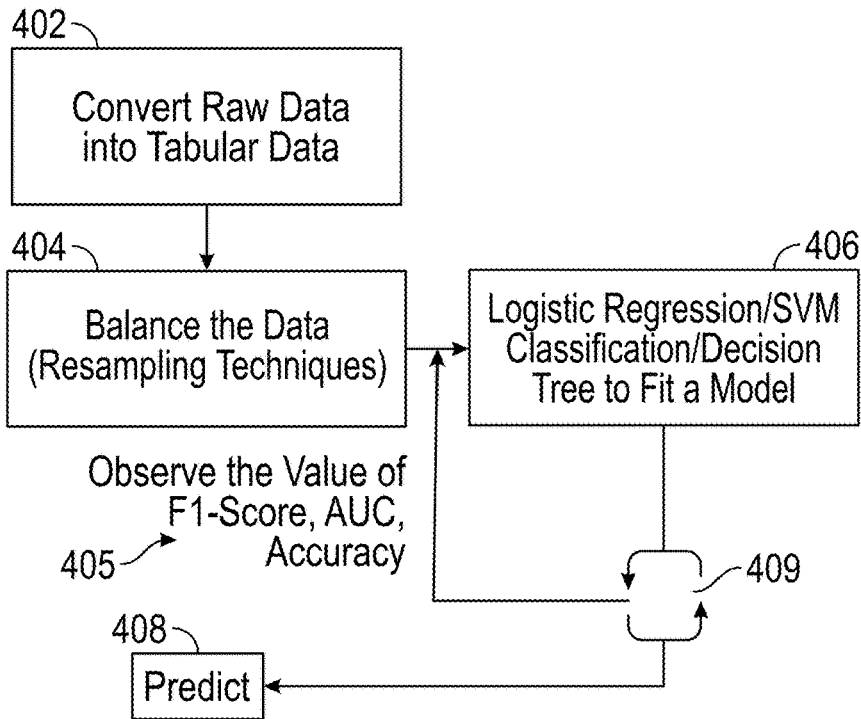 402
Convert Raw Data
into Tabular Data
404
Balance the Data
(Resampling Techniques)
406
Logistic Regression/SVM
Classification/Decision
Tree to Fit a Model
Observe the Value of
F1-Score, AUC,
Accuracy
405
409
408
Predict